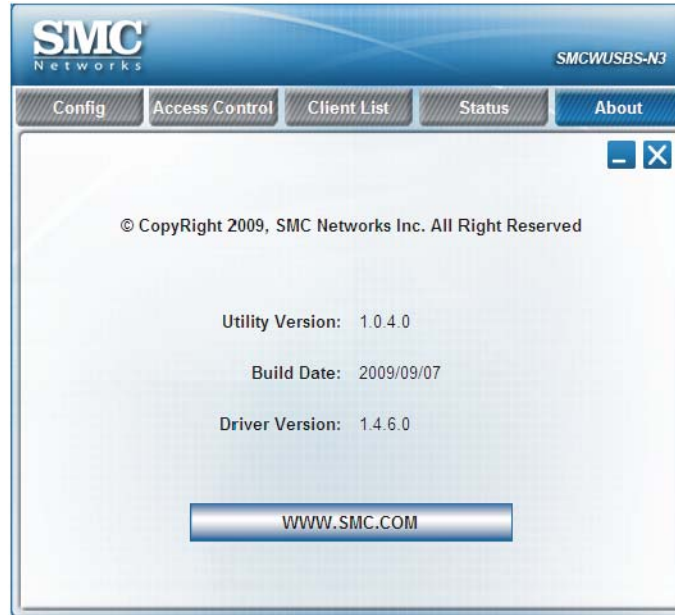 SMC
Networks
SMCWUSBS-N3
Config Access Control Client List Status About
© CopyRight 2009, SMC Networks Inc. All Right Reserved
Utility Version: 1.0.4.0
Build Date: 2009/09/07
Driver Version: 1.4.6.0
WWW.SMC.COM